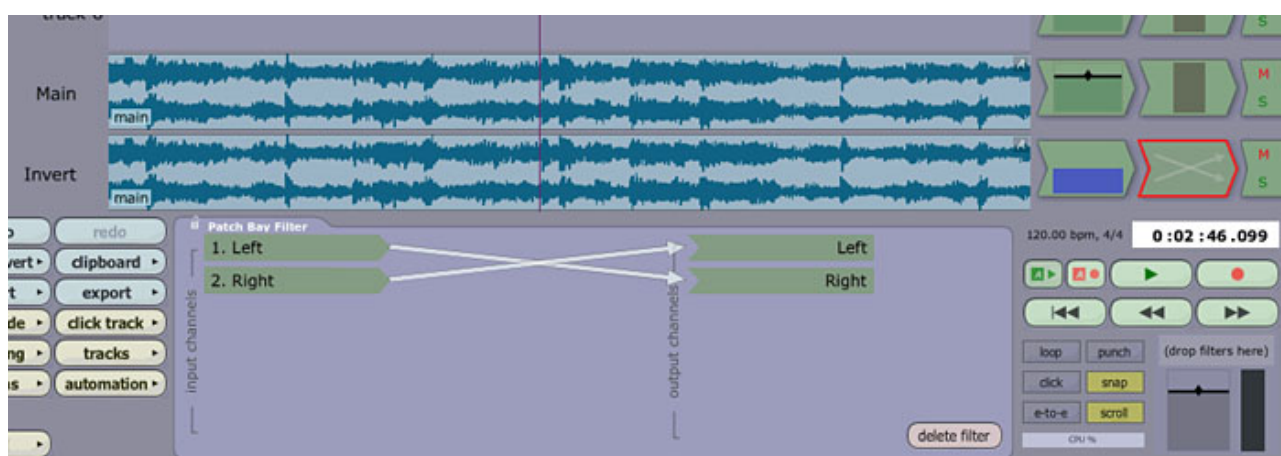 S
Main
main
M
S
Invert
main
M
S
redo
clipboard
export
click track
tracks
automation
Patch Bay Filter
1. Left
2. Right
input channels
output channels
Left
Right
delete filter
120.00 bpm, 4/4
0:02:46.099
loop
punch
(drop filters here)
click
snap
e-to-e
scroll
CPU %